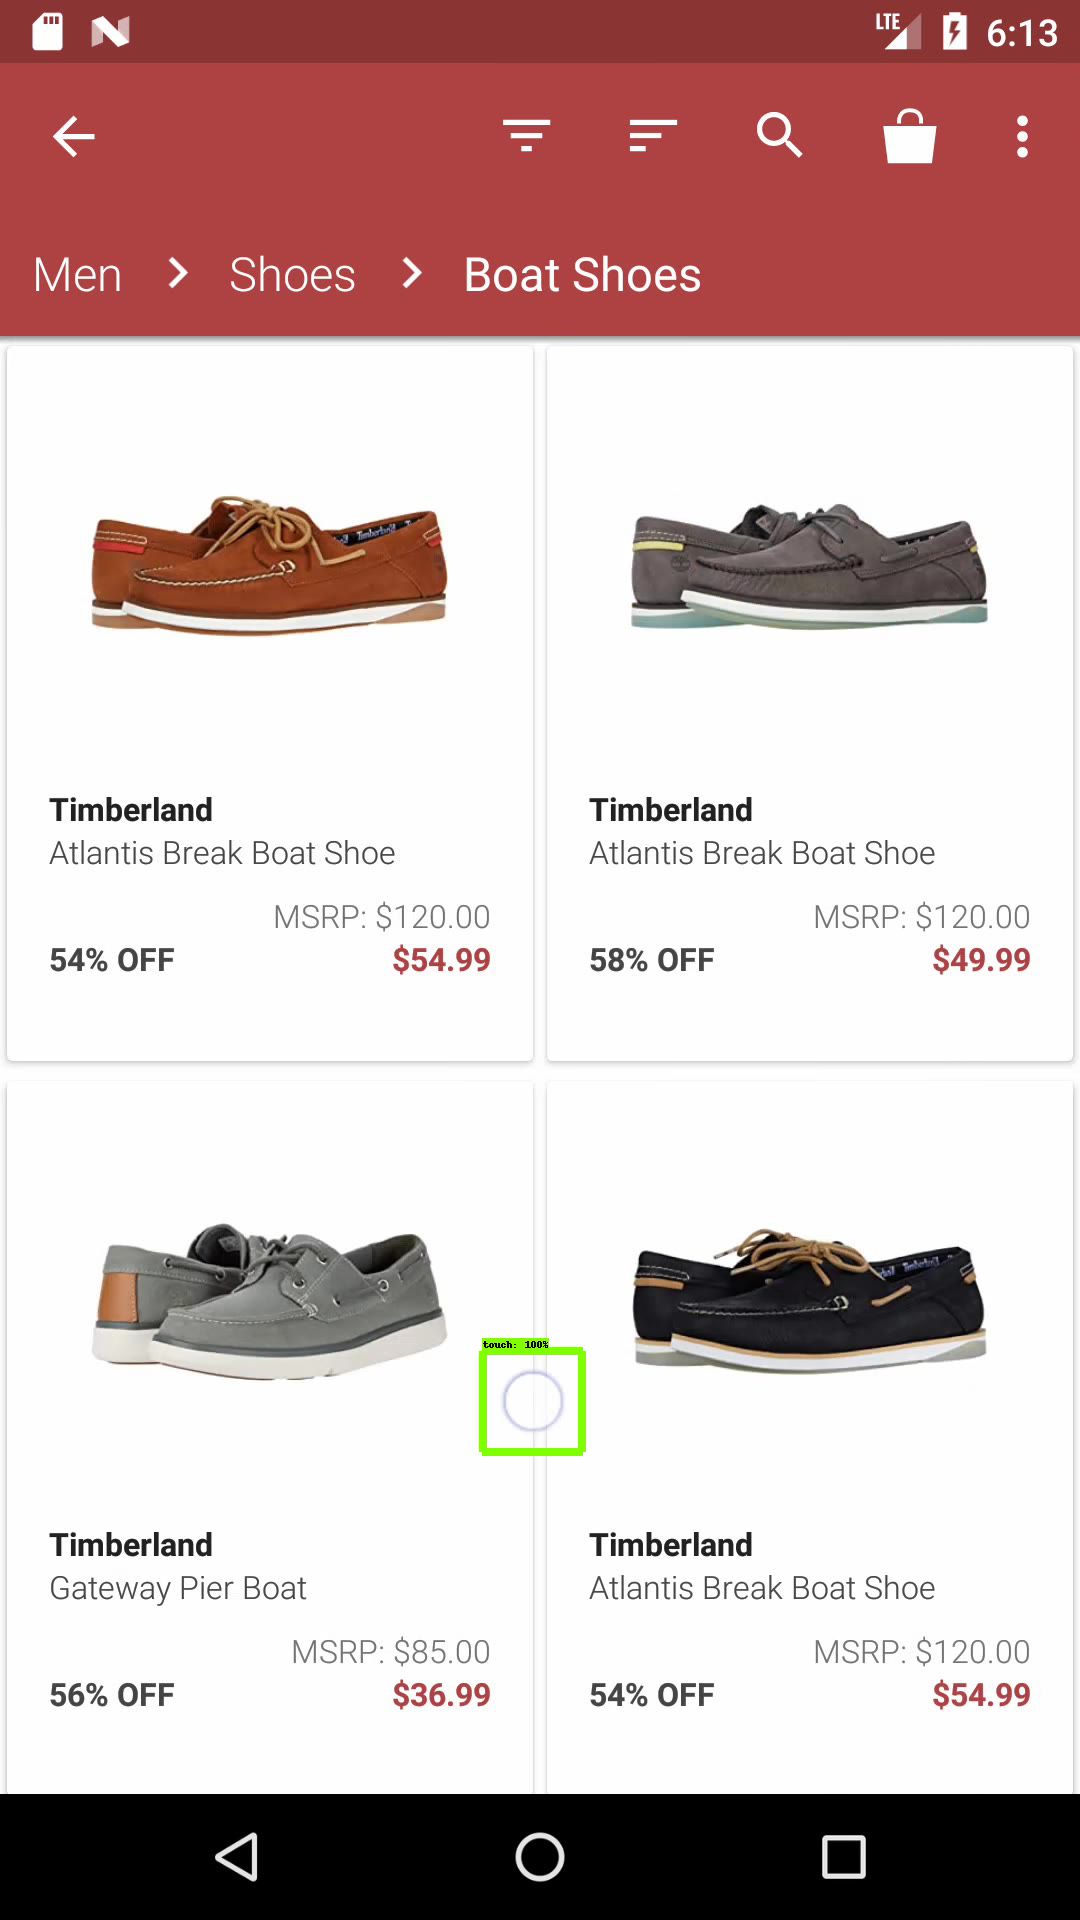 LTE 6:13
Men > Shoes > Boat Shoes
Timberland
Atlantis Break Boat Shoe
MSRP: $120.00
54% OFF $54.99
Timberland
Atlantis Break Boat Shoe
MSRP: $120.00
58% OFF $49.99
touch: 100%
Timberland
Gateway Pier Boat
MSRP: $85.00
56% OFF $36.99
Timberland
Atlantis Break Boat Shoe
MSRP: $120.00
54% OFF $54.99